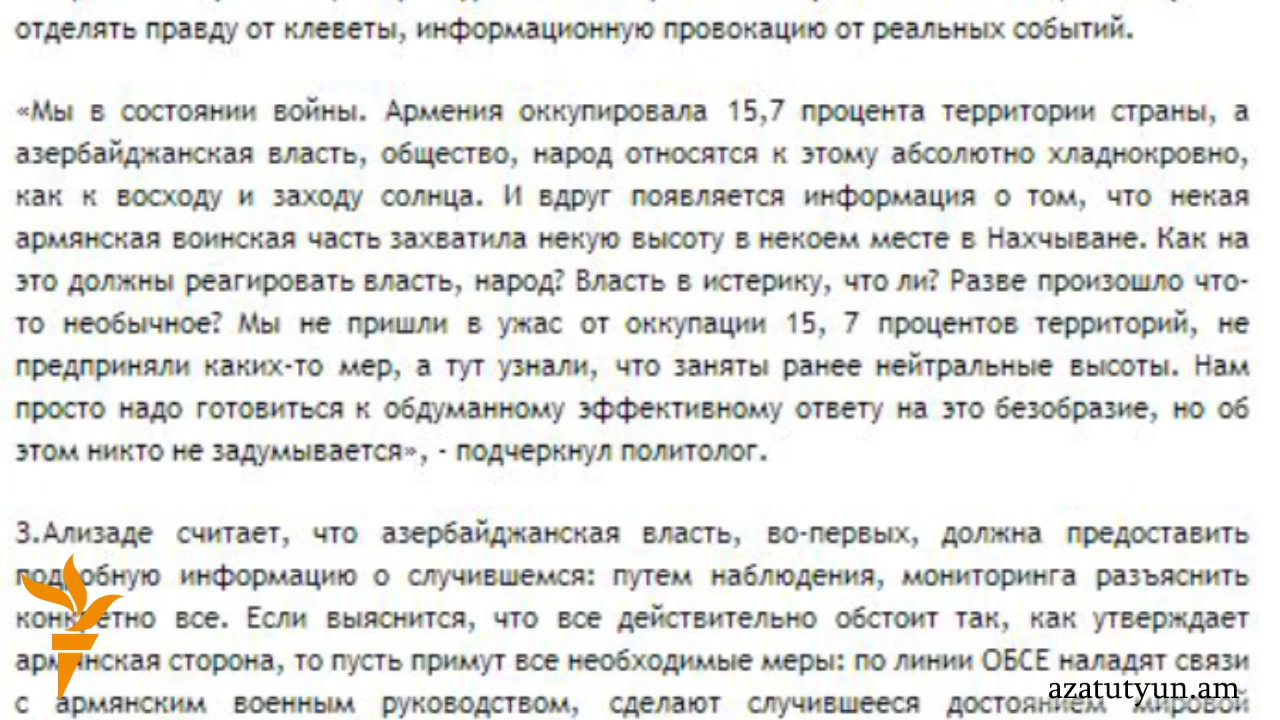 отделять правду от клеветы, информационную провокацию от реальных событий.
«Мы в состоянии войны. Армения оккупировала 15,7 процента территории страны, а
азербайджанская власть, общество, народ относятся к этому абсолютно хладнокровно,
как к восходу и заходу солнца. И вдруг появляется информация о том, что некая
армянская воинская часть захватила некую высоту в некоем месте в Нахчыване. Как на
это должны реагировать власть, народ? Власть в истерику, что ли? Разве произошло что-
то необычное? Мы не пришли в ужас от оккупации 15, 7 процентов территорий, не
предприняли каких-то мер, а тут узнали, что заняты ранее нейтральные высоты. Нам
просто надо готовиться к обдуманному эффективному ответу на это безобразие, но об
этом никто не задумывается», - подчеркнул политолог.
З.Ализаде считает, что азербайджанская власть, во-первых, должна предоставить
подробную информацию о случившемся: путем наблюдения, мониторинга разъяснить
конкретно все. Если выяснится, что все действительно обстоит так, как утверждает
армянская сторона, то пусть примут все необходимые меры: по линии ОБСЕ наладят связи
с армянским военным руководством, сделают случившееся достоянием мировой
azatutyun.am